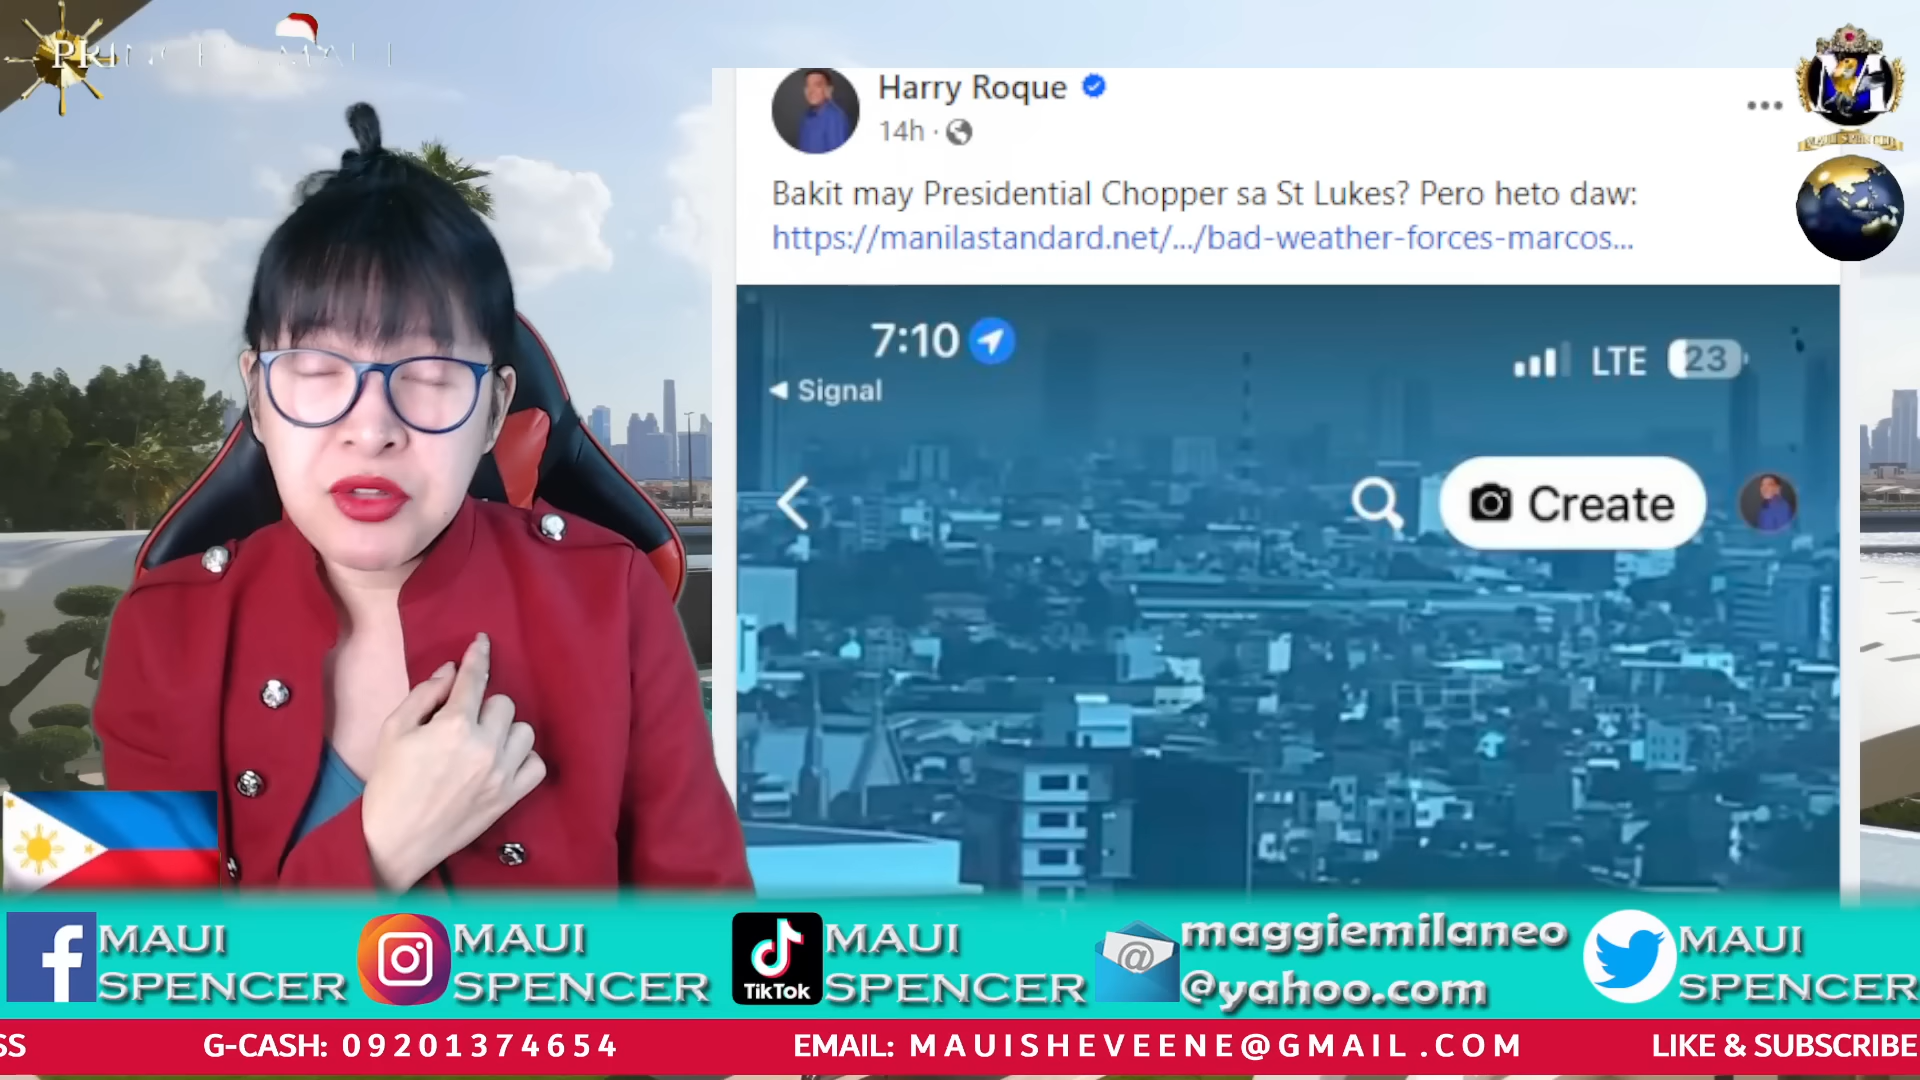 Harry Roque
14h ·
Bakit may Presidential Chopper sa St Lukes? Pero heto daw:
https://manilastandard.net/.../bad-weather-forces-marcos...
7:10
LTE 23
◀ Signal
Create
M
MAUI SPENCER
MAUI
SPENCER
MAUI
SPENCER
TikTok
MAUI
SPENCER
@
maggiemilaneo
@yahoo.com
MAUI
SPENCER
SS G-CASH: 09201374654 EMAIL: MAUISHEVEENE@GMAIL.COM LIKE & SUBSCRIBE